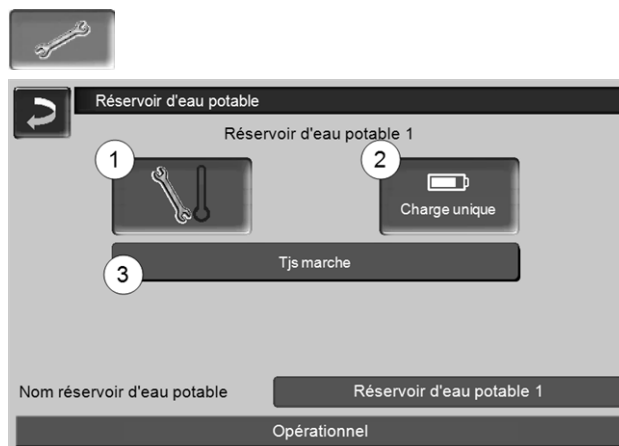 Réservoir d'eau potable
Réservoir d'eau potable 1
1
2
Charge unique
3
Tjs marche
Nom réservoir d'eau potable
Réservoir d'eau potable 1
Opérationnel